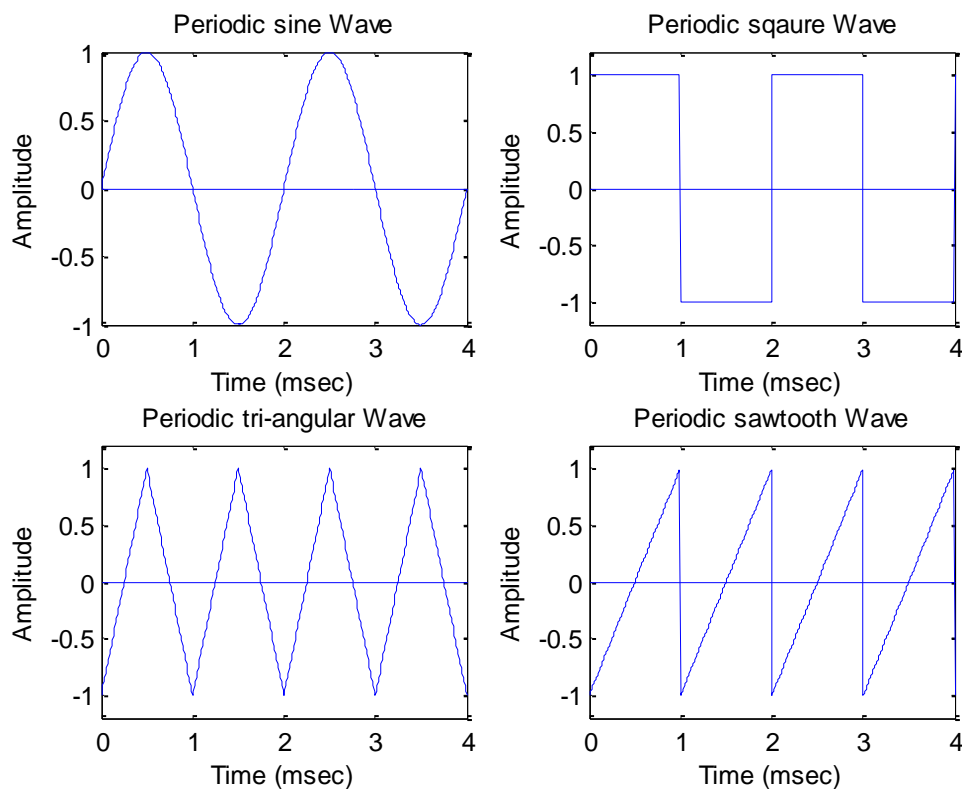 Periodic sine Wave
1
0.5
0
-0.5
-1
Amplitude
0 1 2 3 4
Time (msec)
Periodic sqaure Wave
1
0.5
0
-0.5
-1
Amplitude
0 1 2 3 4
Time (msec)
Periodic tri-angular Wave
1
0.5
0
-0.5
-1
Amplitude
0 1 2 3 4
Time (msec)
Periodic sawtooth Wave
1
0.5
0
-0.5
-1
Amplitude
0 1 2 3 4
Time (msec)